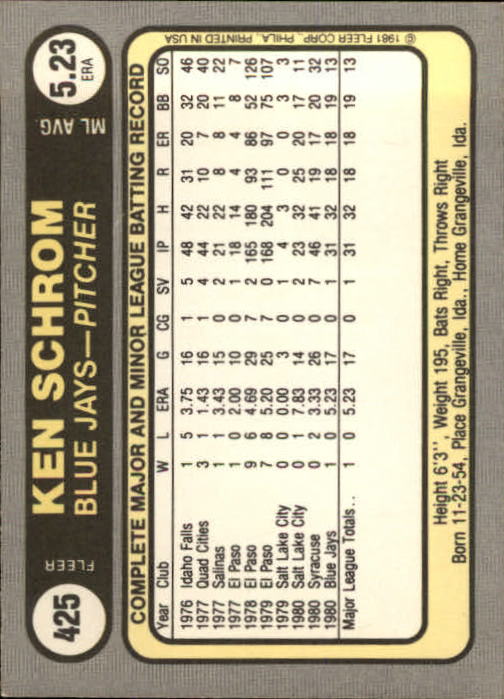 425
FLEER
KEN SCHROM
BLUE JAYS—PITCHER
ML AVG.
5.23
ERA
COMPLETE MAJOR AND MINOR LEAGUE BATTING RECORD
Year Club W L ERA G CG SV IP H R ER BB SO
1976 Idaho Falls 1 5 3.75 16 1 5 48 42 31 20 32 46
1977 Quad Cities 3 1 1.43 16 1 4 44 22 10 7 20 40
1977 Salinas 1 1 3.43 15 0 2 21 22 8 8 11 22
1977 El Paso 1 0 2.00 10 0 1 18 14 4 4 8 7
1978 El Paso 9 6 4.69 29 7 2 165 180 93 86 52 126
1979 El Paso 7 8 5.20 25 7 0 168 204 111 97 75 107
1979 Salt Lake City 0 0 0.00 3 0 1 4 3 0 0 3 3
1980 Salt Lake City 0 1 7.83 14 0 2 23 32 25 20 17 11
1980 Syracuse 0 2 3.33 26 0 7 46 41 19 17 20 32
1980 Blue Jays 1 0 5.23 17 0 1 31 32 18 18 19 13
Major League Totals . . 1 0 5.23 17 0 1 31 32 18 18 19 13
Height 6'3", Weight 195, Bats Right, Throws Right
Born 11-23-54, Place Grangeville, Ida., Home Grangeville, Ida.
© 1981 FLEER CORP., PHILA., PRINTED IN USA